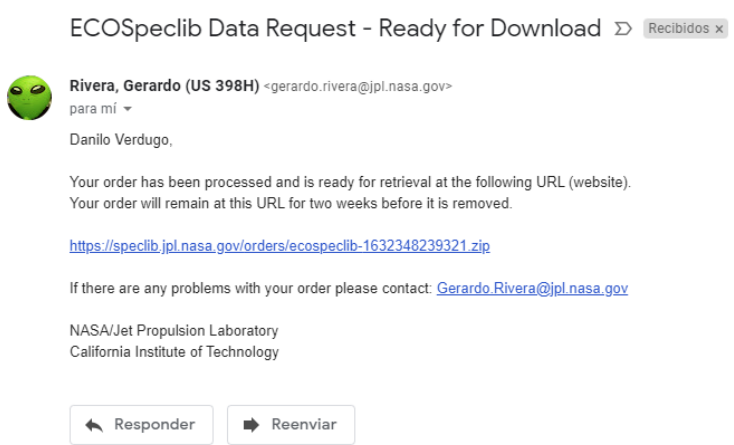 ECOSpeclib Data Request - Ready for Download Recibidos x
Rivera, Gerardo (US 398H) <gerardo.rivera@jpl.nasa.gov>
para mí
Danilo Verdugo,
Your order has been processed and is ready for retrieval at the following URL (website).
Your order will remain at this URL for two weeks before it is removed.
https://speclib.jpl.nasa.gov/orders/ecospeclib-1632348239321.zip
If there are any problems with your order please contact: Gerardo.Rivera@jpl.nasa.gov
NASA/Jet Propulsion Laboratory
California Institute of Technology
Responder Reenviar